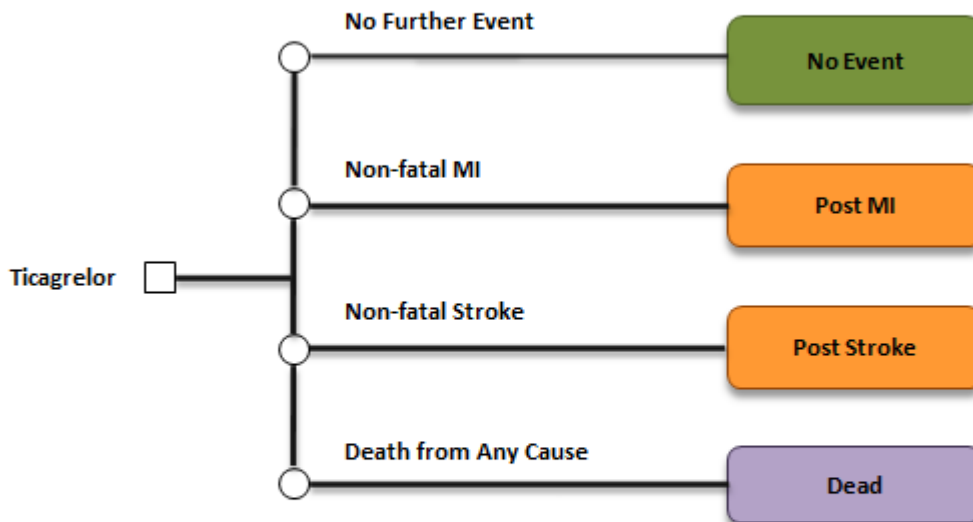 No Further Event
No Event
Non-fatal MI
Post MI
Ticagrelor
Non-fatal Stroke
Post Stroke
Death from Any Cause
Dead